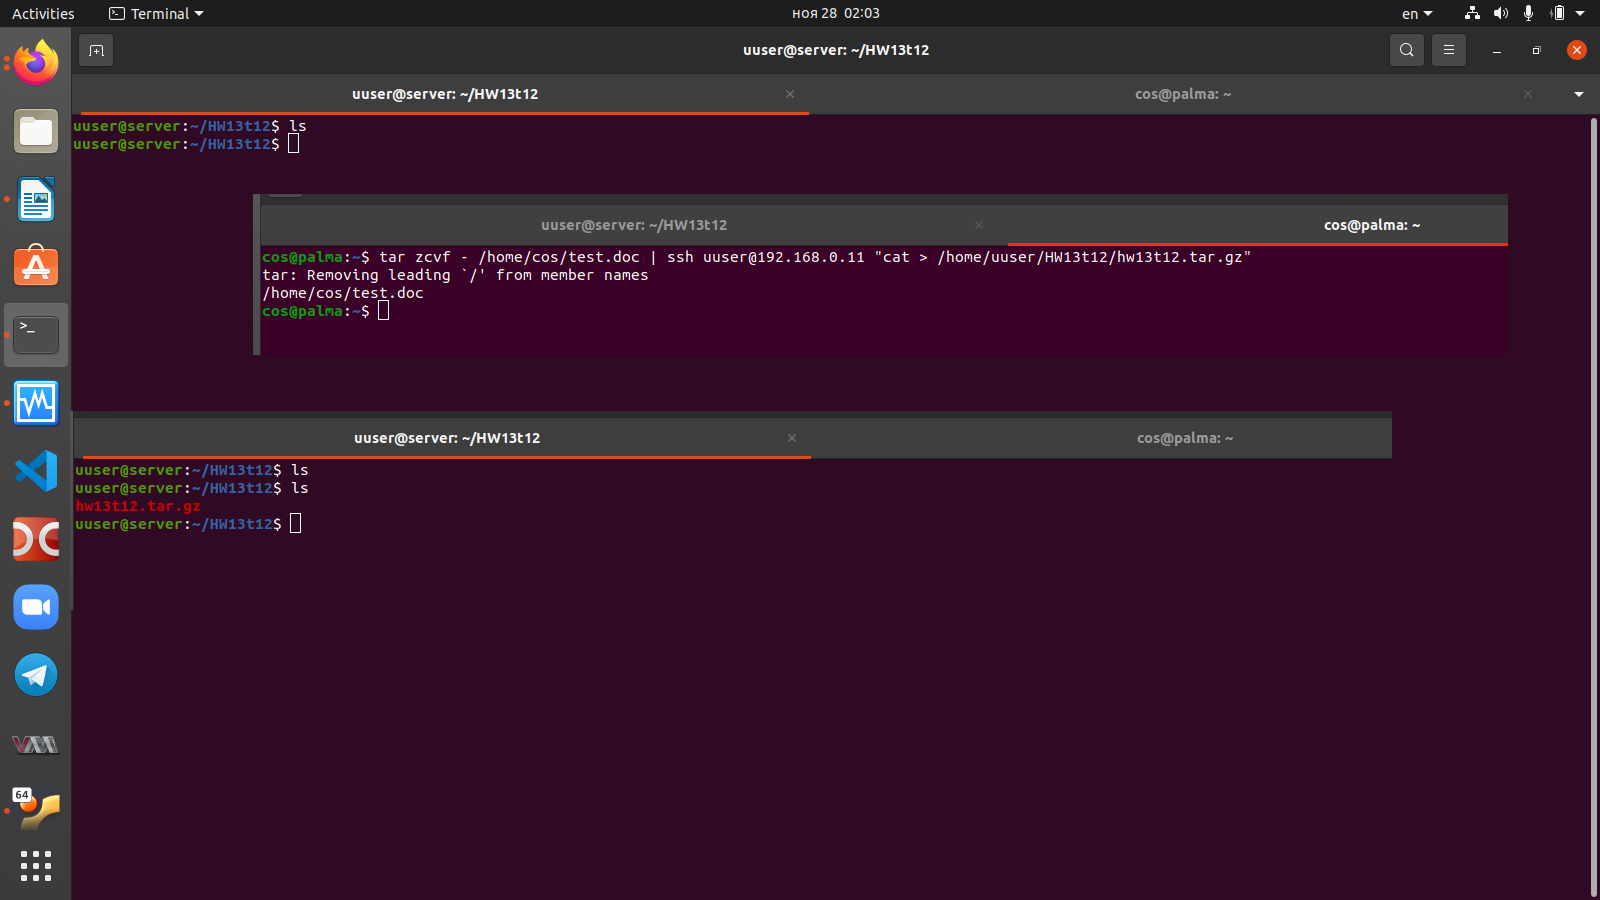 Activities
Terminal
ноя 28 02:03
en
uuser@server: ~/HW13t12
uuser@server: ~/HW13t12
cos@palma: ~
uuser@server:~/HW13t12$ ls
uuser@server:~/HW13t12$
uuser@server: ~/HW13t12
cos@palma: ~
cos@palma:~$ tar zcvf - /home/cos/test.doc | ssh uuser@192.168.0.11 "cat > /home/uuser/HW13t12/hw13t12.tar.gz"
tar: Removing leading `/' from member names
/home/cos/test.doc
cos@palma:~$
uuser@server: ~/HW13t12
cos@palma: ~
uuser@server:~/HW13t12$ ls
uuser@server:~/HW13t12$ ls
hw13t12.tar.gz
uuser@server:~/HW13t12$
>_
64